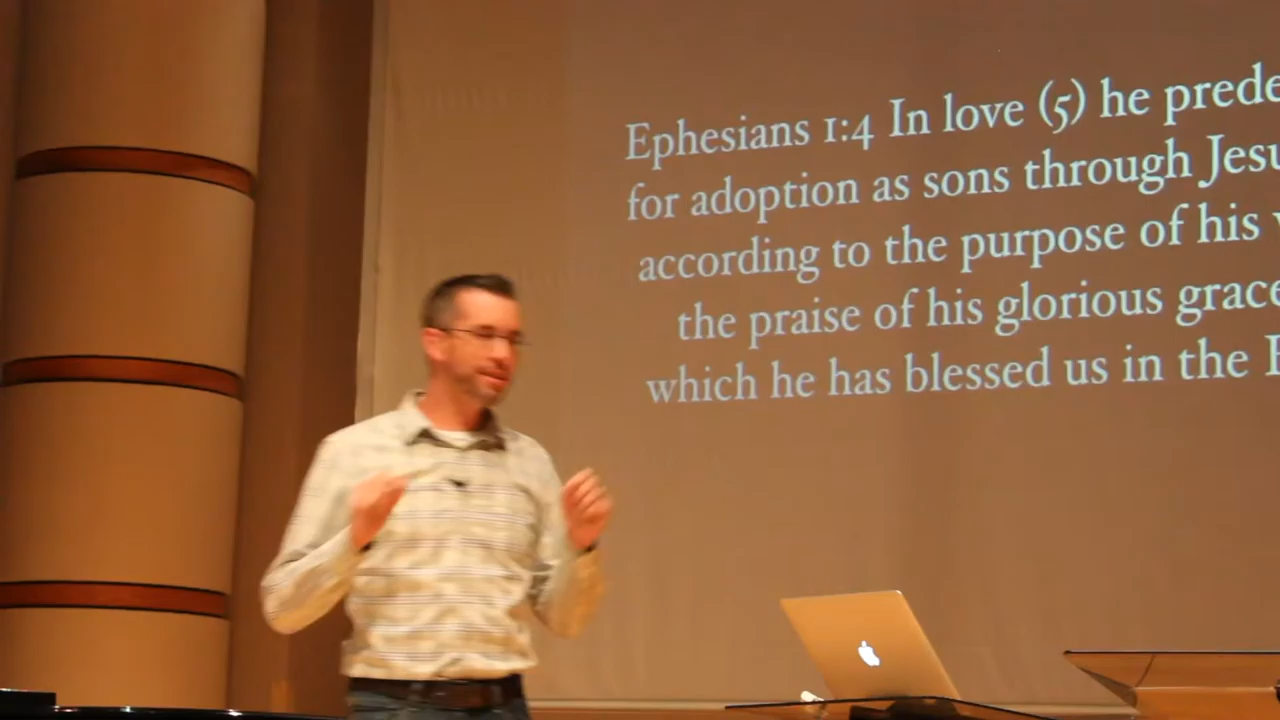 Ephesians 1:4 In love (5) he prede
for adoption as sons through Jesu
according to the purpose of his
the praise of his glorious grace
which he has blessed us in the